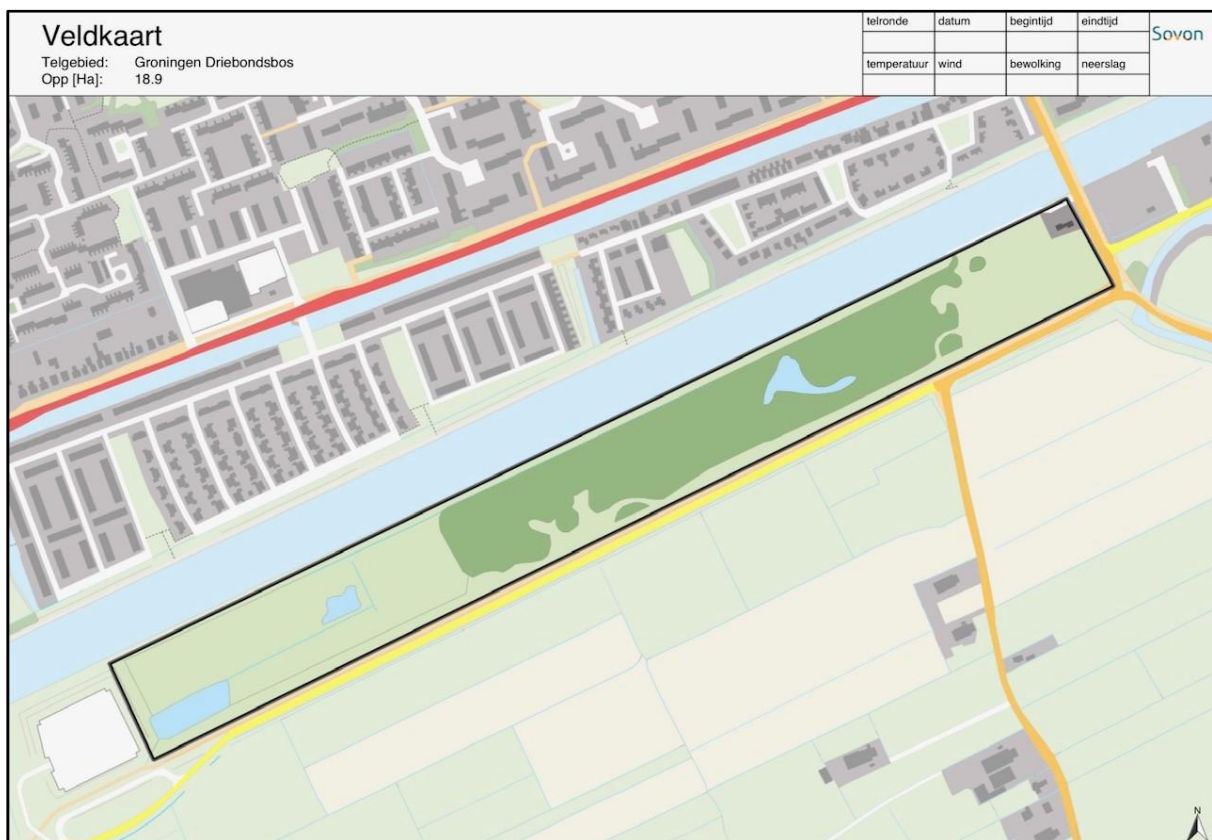 Veldkaart
Telgebied: Groningen Driebondsbos
Opp [Ha]: 18.9
telronde datum begintijd eindtijd
temperatuur wind bewolking neerslag
Sovon
N